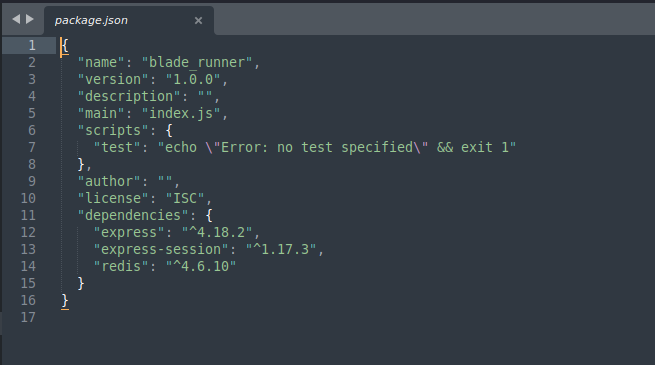 package.json ×
1 {
2   "name": "blade_runner",
3   "version": "1.0.0",
4   "description": "",
5   "main": "index.js",
6   "scripts": {
7     "test": "echo \"Error: no test specified\" && exit 1"
8   },
9   "author": "",
10   "license": "ISC",
11   "dependencies": {
12     "express": "^4.18.2",
13     "express-session": "^1.17.3",
14     "redis": "^4.6.10"
15   }
16 }
17